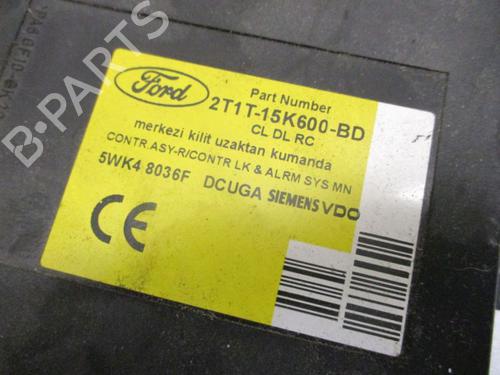 Ford
Part Number
2T1T-15K600-BD
CL DL RC
merkezi kilit uzaktan kumanda
CONTR.ASY-R/CONTR LK & ALRM SYS MN
5WK4 8036F DCUGA SIEMENS VDO
CE
B-PARTS